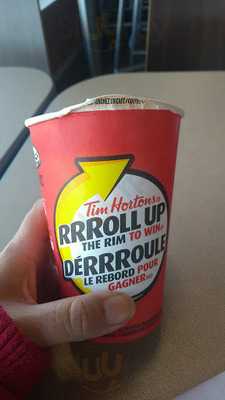 Tim Hortons
RRROLL UP
THE RIM TO WIN
DÉRRROULE
LE REBORD POUR
GAGNER